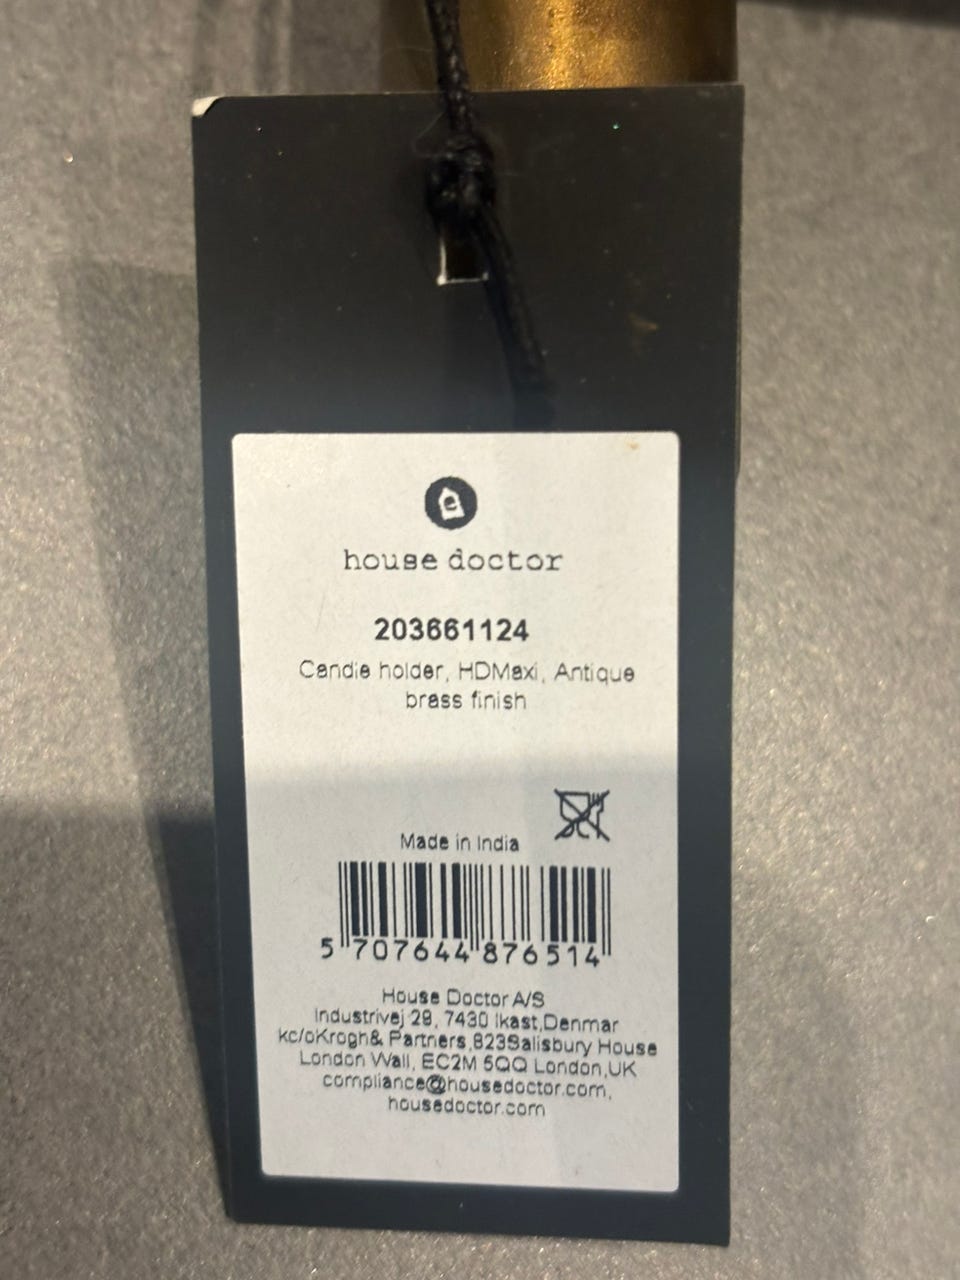 house doctor
203661124
Candle holder, HDMaxi, Antique
brass finish
Made in India
5 707644 876514
House Doctor A/S
Industrivej 29, 7430 Ikast,Denmar
kc/oKrogh& Partners,823Salisbury House
London Wall, EC2M 5QQ London,UK
compliance@housedoctor.com,
housedoctor.com